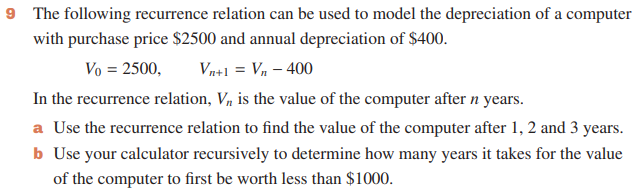 9 The following recurrence relation can be used to model the depreciation of a computer
with purchase price $2500 and annual depreciation of $400.
V₀ = 2500, Vₙ₊₁ = Vₙ − 400
In the recurrence relation, Vₙ is the value of the computer after n years.
a Use the recurrence relation to find the value of the computer after 1, 2 and 3 years.
b Use your calculator recursively to determine how many years it takes for the value
of the computer to first be worth less than $1000.